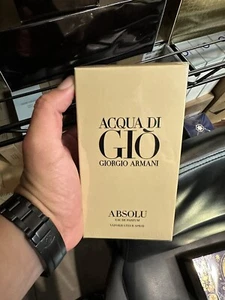 ACQUA DI
GIÒ
GIORGIO ARMANI
ABSOLU
EAU DE PARFUM